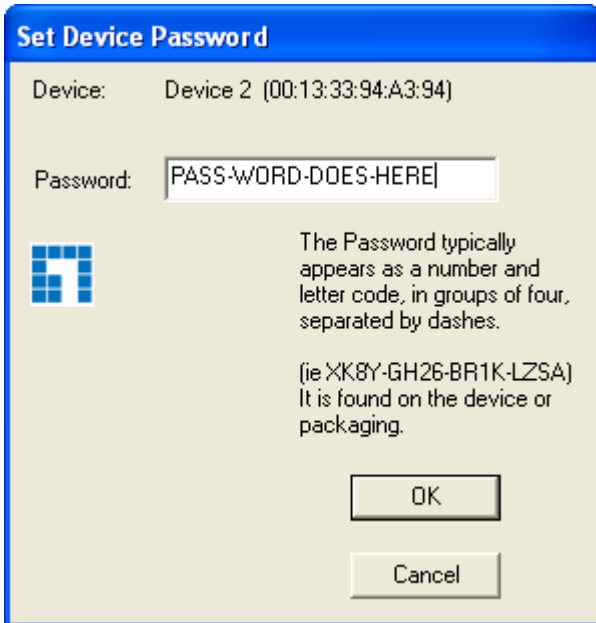 Set Device Password
Device: Device 2 (00:13:33:94:A3:94)
Password: PASS-WORD-DOES-HERE
The Password typically
appears as a number and
letter code, in groups of four,
separated by dashes.
(ie XK8Y-GH26-BR1K-LZSA)
It is found on the device or
packaging.
OK
Cancel